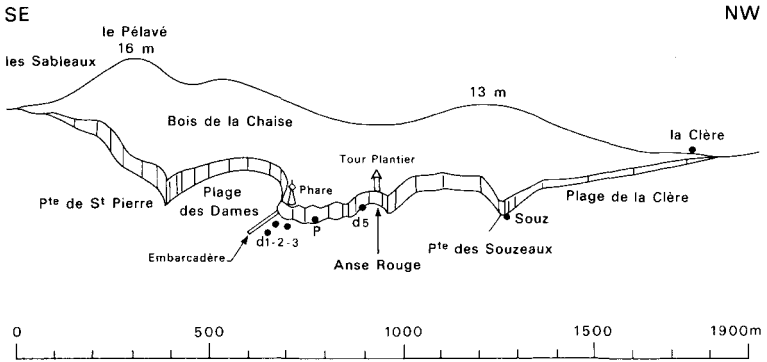 SE
NW
le Pélavé
16 m
les Sableaux
13 m
Bois de la Chaise
la Clère
Tour Plantier
Pte de St Pierre
Plage
des Dames
Phare
Plage de la Clère
Souz
P
d5
d1-2-3
Pte des Souzeaux
Embarcadère
Anse Rouge
0
500
1000
1500
1900m